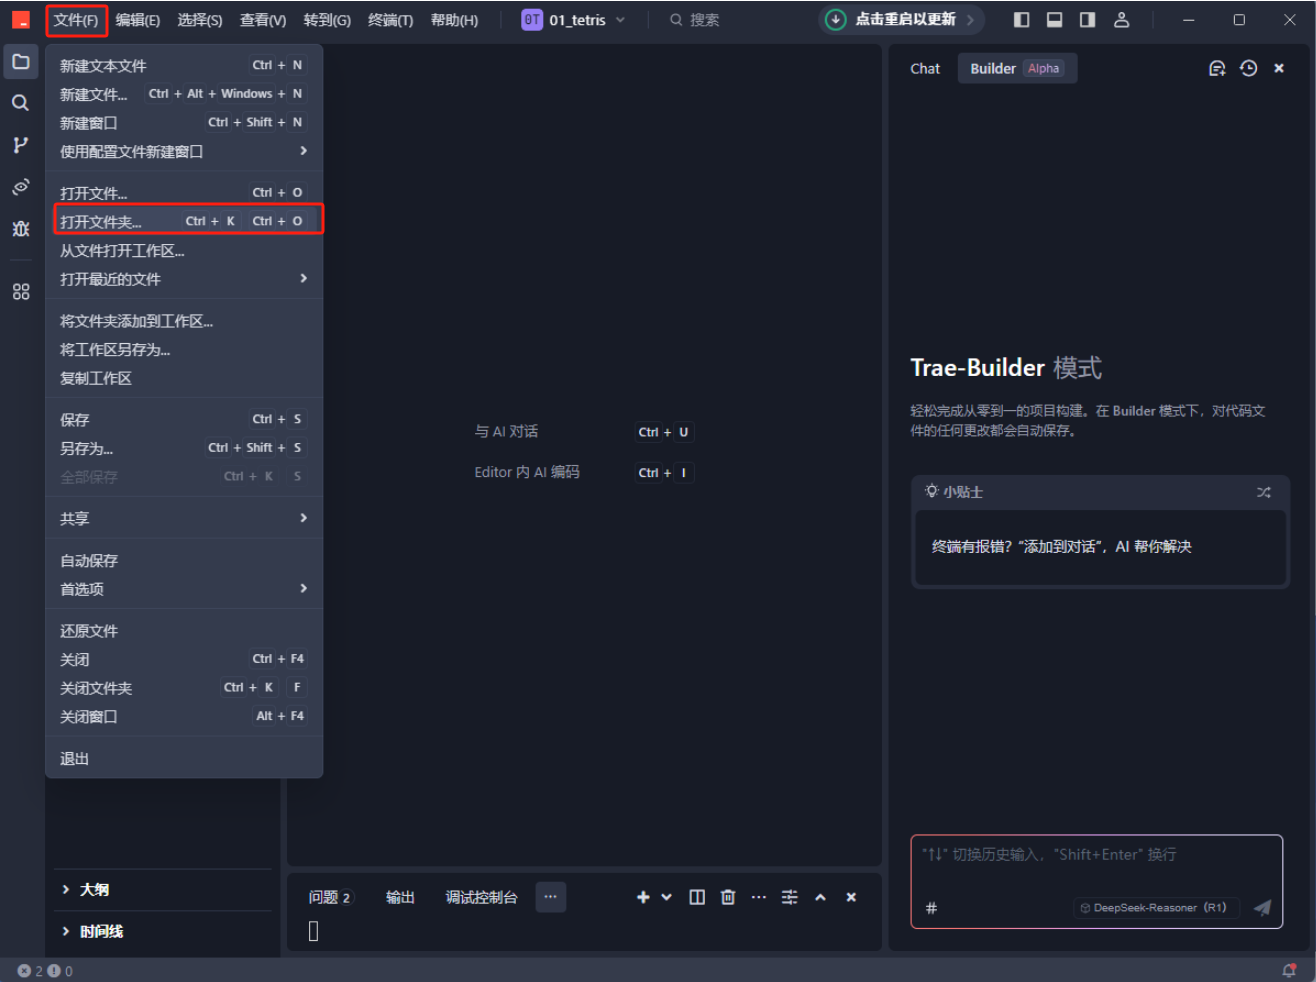 文件(F) 编辑(E) 选择(S) 查看(V) 转到(G) 终端(T) 帮助(H) 0T 01_tetris 搜索 点击重启以更新
新建文本文件 Ctrl + N
新建文件... Ctrl + Alt + Windows + N
新建窗口 Ctrl + Shift + N
使用配置文件新建窗口
打开文件... Ctrl + O
打开文件夹... Ctrl + K Ctrl + O
从文件打开工作区...
打开最近的文件
将文件夹添加到工作区...
将工作区另存为...
复制工作区
保存 Ctrl + S
另存为... Ctrl + Shift + S
全部保存 Ctrl + K S
共享
自动保存
首选项
还原文件
关闭 Ctrl + F4
关闭文件夹 Ctrl + K F
关闭窗口 Alt + F4
退出
大纲
时间线
与 AI 对话 Ctrl + U
Editor 内 AI 编码 Ctrl + I
问题 2 输出 调试控制台 ...
Chat Builder Alpha
Trae-Builder 模式
轻松完成从零到一的项目构建。在 Builder 模式下，对代码文
件的任何更改都会自动保存。
小贴士
终端有报错？“添加到对话”，AI 帮你解决
"↑↓" 切换历史输入，"Shift+Enter" 换行
# DeepSeek-Reasoner（R1）
2 0